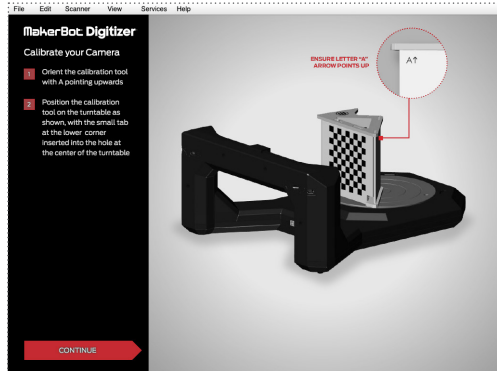 File Edit Scanner View Services Help
MakerBot. Digitizer
Calibrate your Camera
1 Orient the calibration tool
with A pointing upwards
2 Position the calibration
tool on the turntable as
shown, with the small tab
at the lower corner
inserted into the hole at
the center of the turntable
CONTINUE
ENSURE LETTER “A”
ARROW POINTS UP
A↑